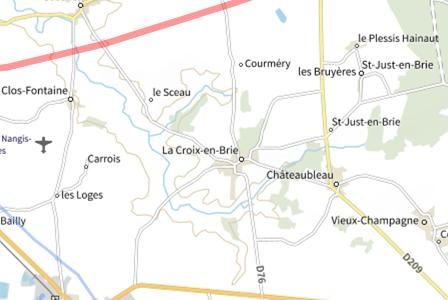 le Plessis Hainaut
Courméry
St-Just-en-Brie
les Bruyères
Clos-Fontaine
le Sceau
St-Just-en-Brie
Nangis-
La Croix-en-Brie
Carrois
Châteaubleau
les Loges
Bailly
Vieux-Champagne
D209
D76